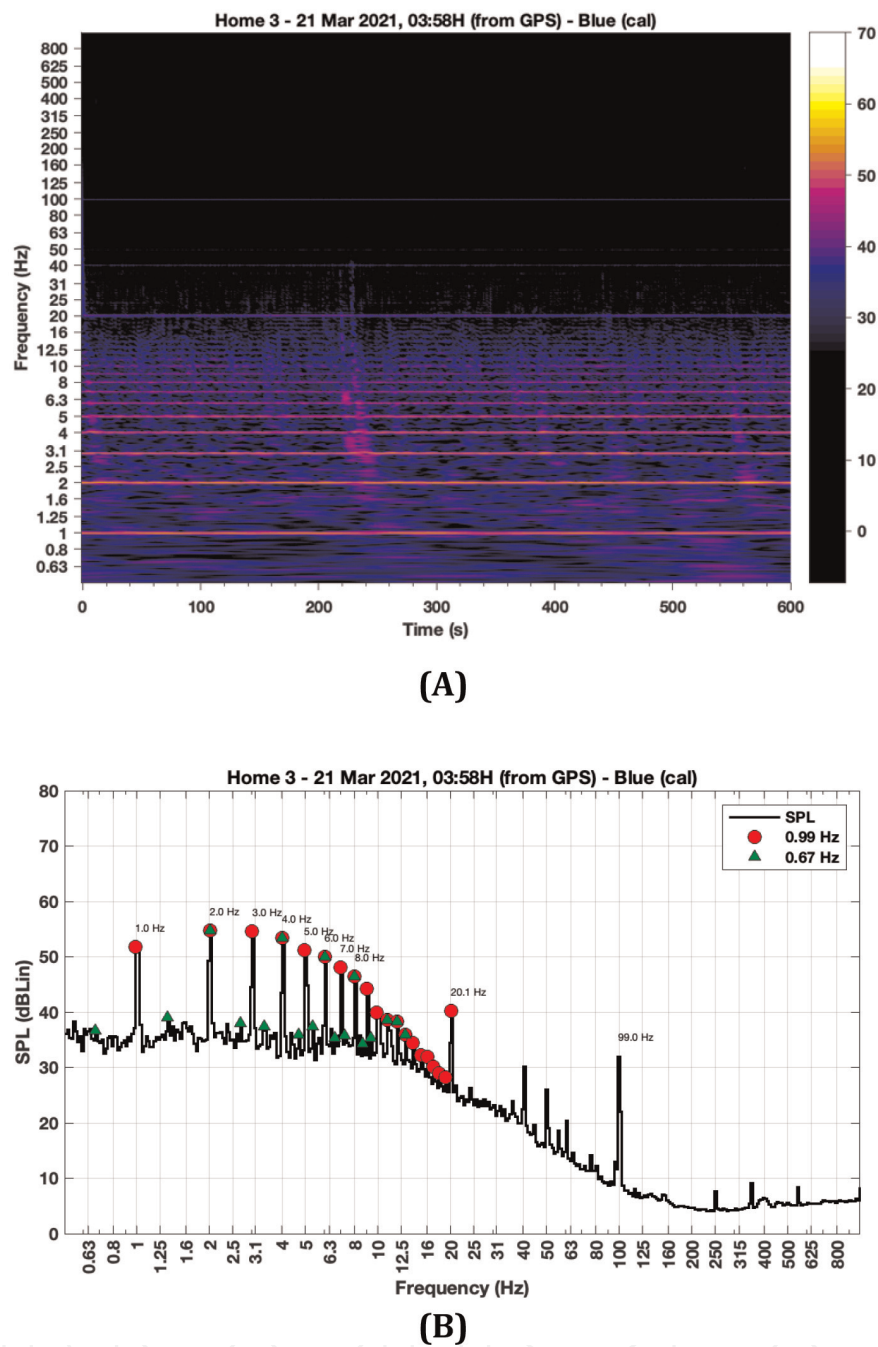 Home 3 - 21 Mar 2021, 03:58H (from GPS) - Blue (cal)
Frequency (Hz)
800
625
500
400
315
250
200
160
125
100
80
63
50
40
31
25
20
16
12.5
10
8
6.3
5
4
3.1
2.5
2
1.6
1.25
1
0.8
0.63
0 100 200 300 400 500 600
Time (s)
70
60
50
40
30
20
10
0
(A)
Home 3 - 21 Mar 2021, 03:58H (from GPS) - Blue (cal)
SPL (dBLin)
80
70
60
50
40
30
20
10
0
SPL
0.99 Hz
0.67 Hz
1.0 Hz
2.0 Hz
3.0 Hz
4.0 Hz
5.0 Hz
6.0 Hz
7.0 Hz
8.0 Hz
20.1 Hz
99.0 Hz
0.63 0.8 1 1.25 1.6 2 2.5 3.1 4 5 6.3 8 10 12.5 16 20 25 31 40 50 63 80 100 125 160 200 250 315 400 500 625 800
Frequency (Hz)
(B)